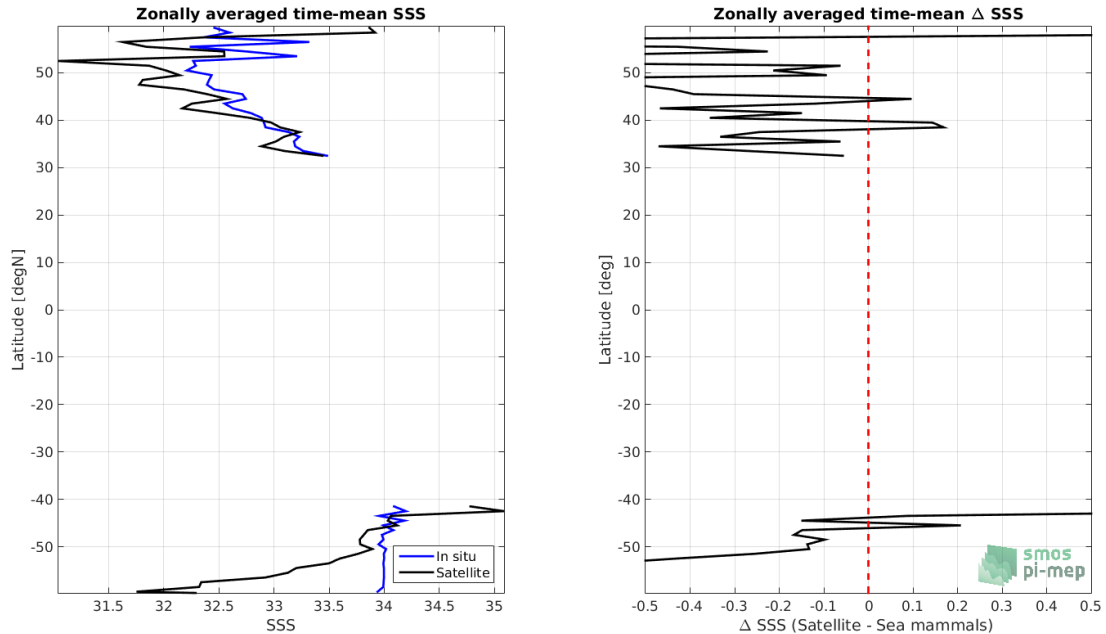 Zonally averaged time-mean SSS
50
40
30
20
10
0
-10
-20
-30
-40
-50
Latitude [degN]
31.5 32 32.5 33 33.5 34 34.5 35
SSS
In situ
Satellite
Zonally averaged time-mean Δ SSS
50
40
30
20
10
0
-10
-20
-30
-40
-50
Latitude [deg]
-0.5 -0.4 -0.3 -0.2 -0.1 0 0.1 0.2 0.3 0.4 0.5
Δ SSS (Satellite - Sea mammals)
smos
pi-mep